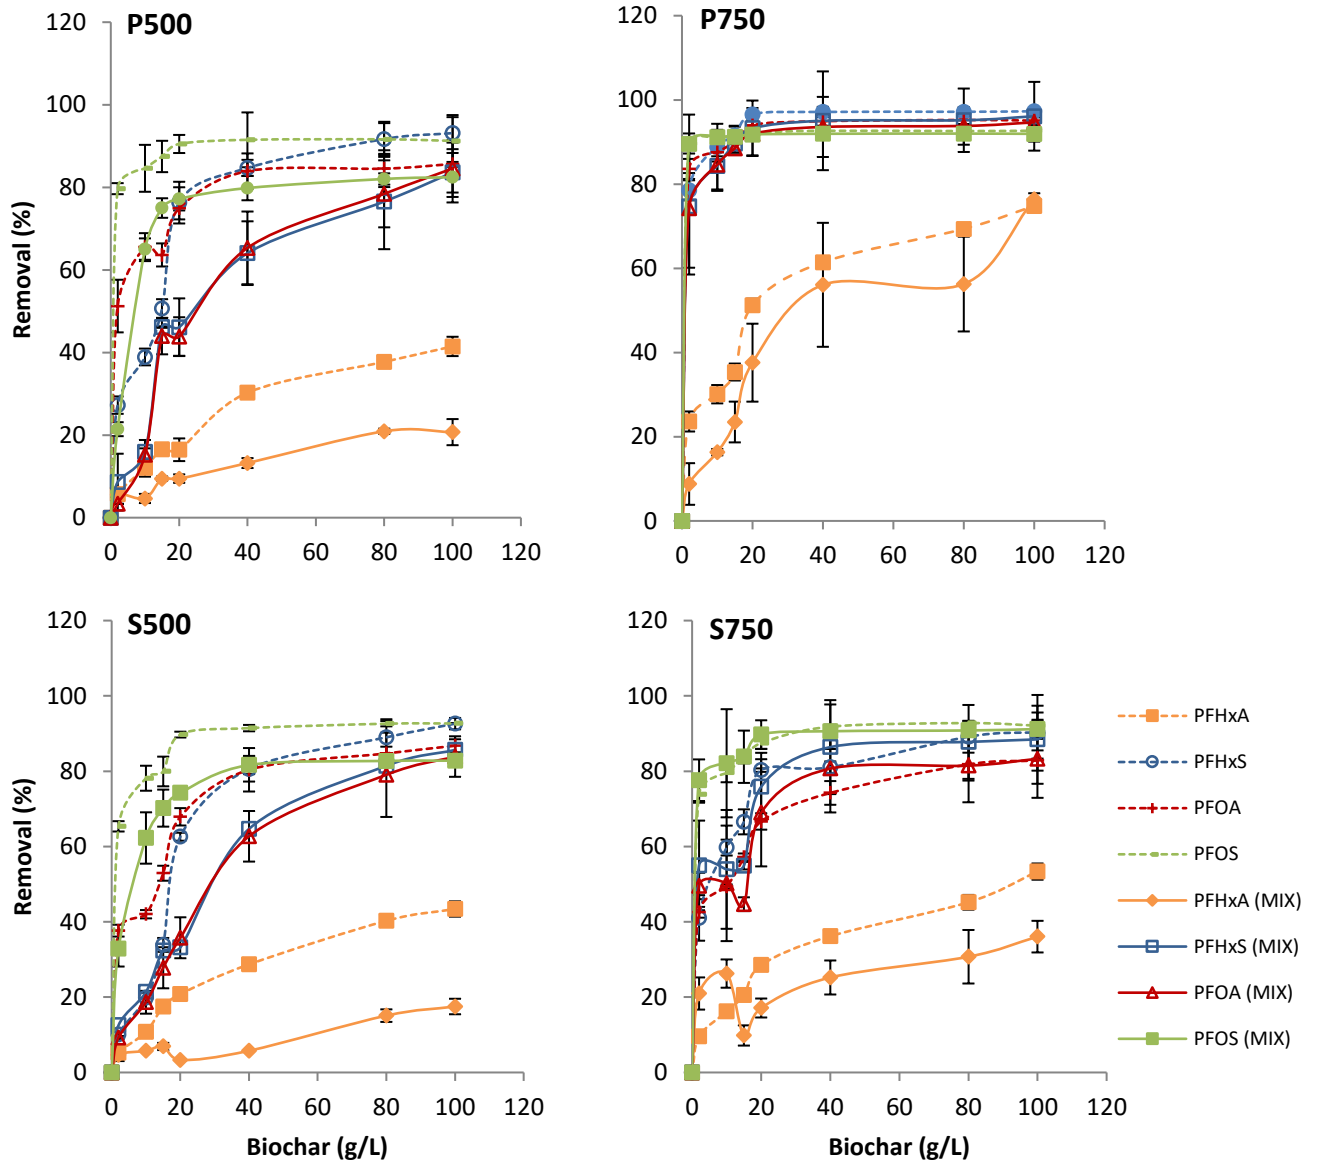 P500
120
100
80
60
40
20
0
0 20 40 60 80 100 120
Removal (%)
P750
120
100
80
60
40
20
0
0 20 40 60 80 100 120
S500
120
100
80
60
40
20
0
0 20 40 60 80 100 120
Removal (%)
Biochar (g/L)
S750
120
100
80
60
40
20
0
0 20 40 60 80 100 120
Biochar (g/L)
PFHxA
PFHxS
PFOA
PFOS
PFHxA (MIX)
PFHxS (MIX)
PFOA (MIX)
PFOS (MIX)